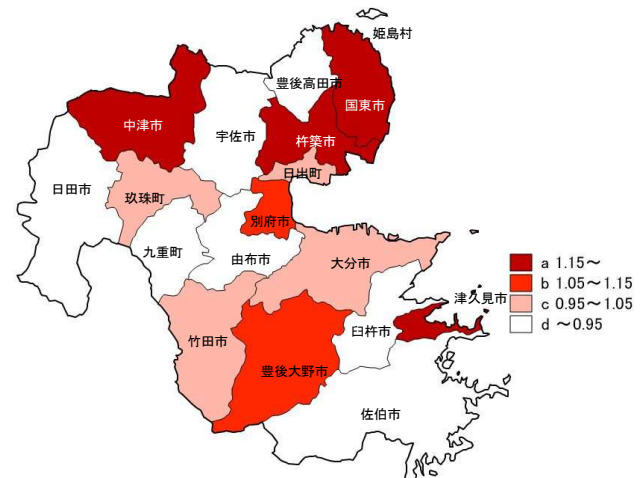 姫島村
豊後高田市
国東市
中津市
宇佐市
杵築市
日出町
日田市
玖珠町
別府市
九重町
由布市
大分市
a 1.15~
b 1.05~1.15
c 0.95~1.05
d ~0.95
津久見市
臼杵市
竹田市
豊後大野市
佐伯市